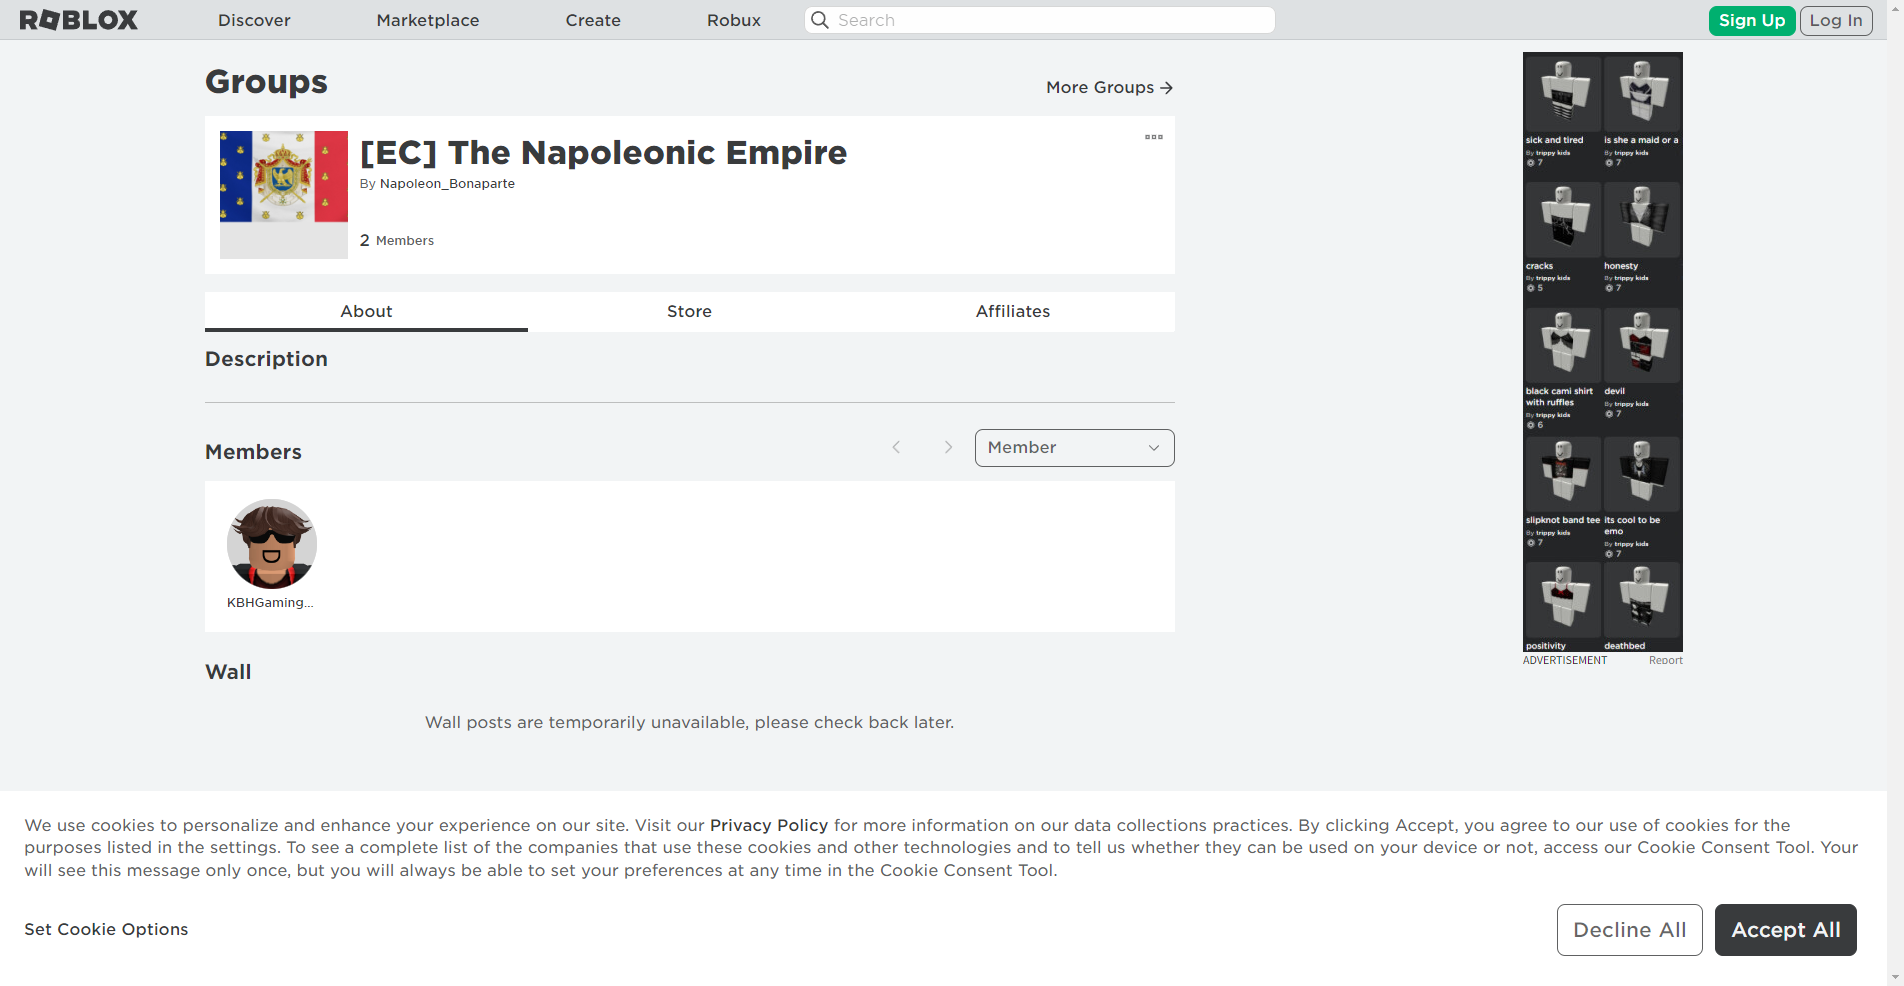 ROBLOX
Discover
Marketplace
Create
Robux
Search
Sign Up
Log In
Groups
More Groups →
[EC] The Napoleonic Empire
By Napoleon_Bonaparte
2 Members
About
Store
Affiliates
Description
Members
Member
KBHGaming...
Wall
Wall posts are temporarily unavailable, please check back later.
sick and tired
By trippy kids
7
is she a maid or a
By trippy kids
7
cracks
By trippy kids
5
honesty
By trippy kids
7
black cami shirt
with ruffles
By trippy kids
6
devil
By trippy kids
7
slipknot band tee
By trippy kids
7
its cool to be
emo
By trippy kids
7
positivity
deathbed
ADVERTISEMENT
Report
We use cookies to personalize and enhance your experience on our site. Visit our Privacy Policy for more information on our data collections practices. By clicking Accept, you agree to our use of cookies for the
purposes listed in the settings. To see a complete list of the companies that use these cookies and other technologies and to tell us whether they can be used on your device or not, access our Cookie Consent Tool. Your
will see this message only once, but you will always be able to set your preferences at any time in the Cookie Consent Tool.
Set Cookie Options
Decline All
Accept All